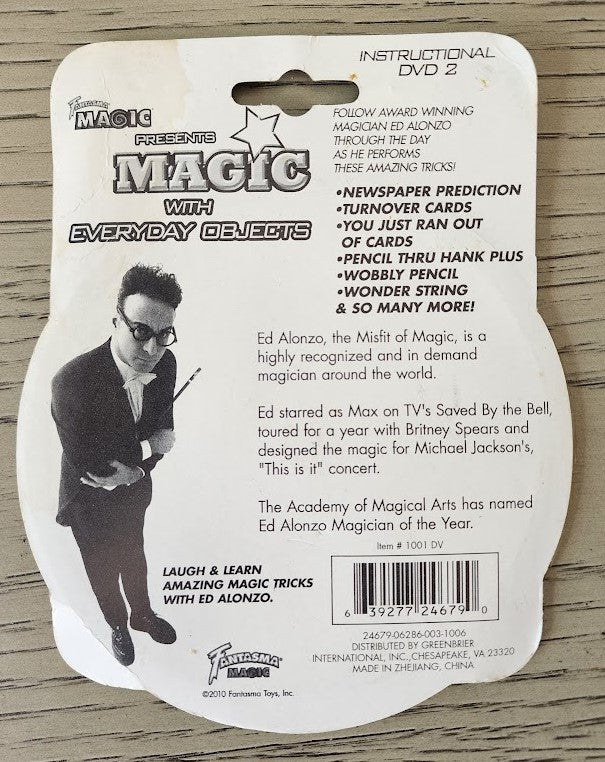 FANTASMA
MAGIC
PRESENTS
MAGIC
WITH
EVERYDAY OBJECTS
INSTRUCTIONAL
DVD 2
FOLLOW AWARD WINNING
MAGICIAN ED ALONZO
THROUGH THE DAY
AS HE PERFORMS
THESE AMAZING TRICKS!
•NEWSPAPER PREDICTION
•TURNOVER CARDS
•YOU JUST RAN OUT
OF CARDS
•PENCIL THRU HANK PLUS
•WOBBLY PENCIL
•WONDER STRING
& SO MANY MORE!
Ed Alonzo, the Misfit of Magic, is a
highly recognized and in demand
magician around the world.
Ed starred as Max on TV's Saved By the Bell,
toured for a year with Britney Spears and
designed the magic for Michael Jackson's,
"This is it" concert.
The Academy of Magical Arts has named
Ed Alonzo Magician of the Year.
Item # 1001 DV
LAUGH & LEARN
AMAZING MAGIC TRICKS
WITH ED ALONZO.
6 39277 24679 0
24679-06286-003-1006
DISTRIBUTED BY GREENBRIER
INTERNATIONAL, INC., CHESAPEAKE, VA 23320
MADE IN ZHEJIANG, CHINA
FANTASMA®
MAGIC
©2010 Fantasma Toys, Inc.